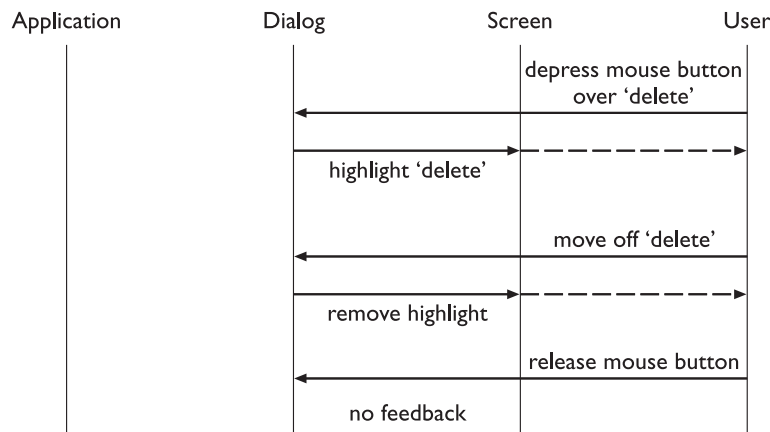 Application Dialog Screen User
depress mouse button
over ‘delete’
highlight ‘delete’
move off ‘delete’
remove highlight
release mouse button
no feedback